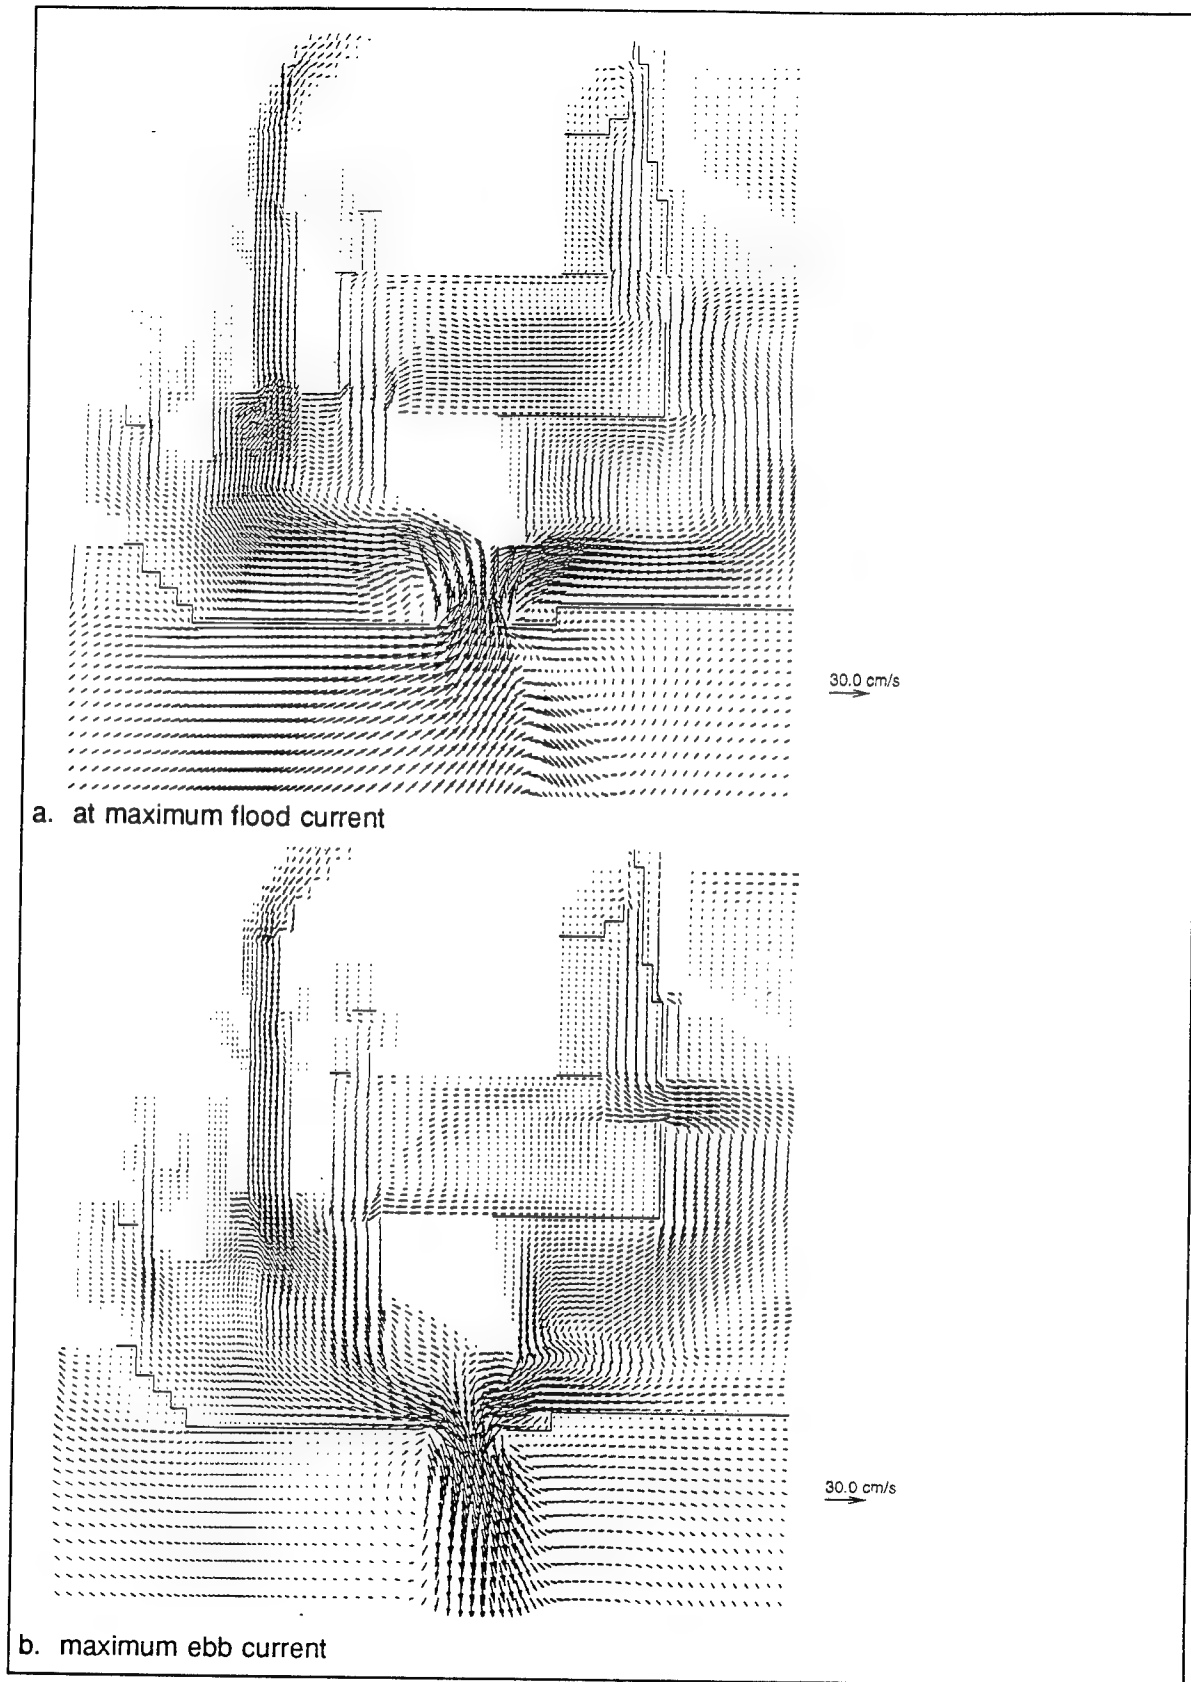 30.0 cm/s
a. at maximum flood current
30.0 cm/s
b. maximum ebb current